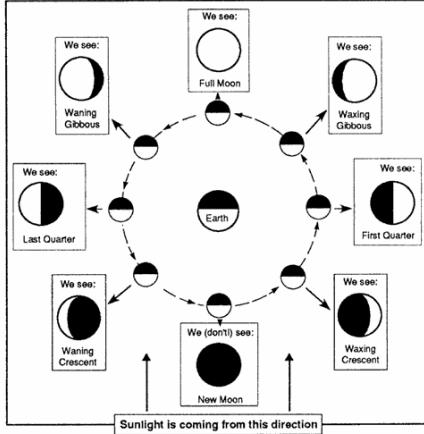 We see:
Full Moon
We see:
Waning
Gibbous
We see:
Waxing
Gibbous
We see:
Last Quarter
Earth
We see:
First Quarter
We see:
Waning
Crescent
We (don't) see:
New Moon
We see:
Waxing
Crescent
Sunlight is coming from this direction